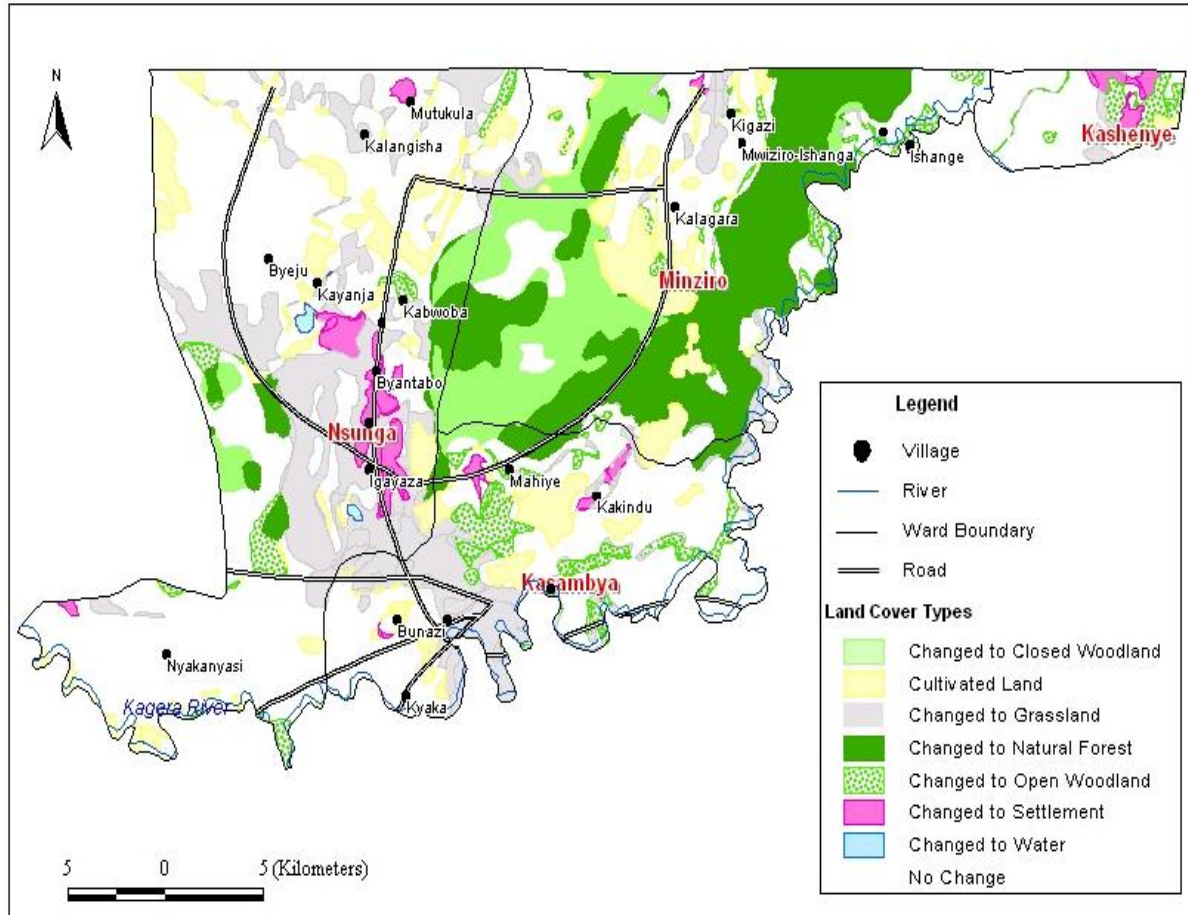 N
Mutukula
Kalangisha
Kigazi
Mwiziro-Ishanga
Ishange
Kashenye
Kalagara
Byeju
Kayanja
Minziro
Kabwoba
Byantabo
Nsunga
Igayaza
Mahiye
Kakindu
Kasambya
Bunazi
Nyakanyasi
Kyaka
Kagera River
5 0 5 (Kilometers)
Legend
Village
River
Ward Boundary
Road
Land Cover Types
Changed to Closed Woodland
Cultivated Land
Changed to Grassland
Changed to Natural Forest
Changed to Open Woodland
Changed to Settlement
Changed to Water
No Change